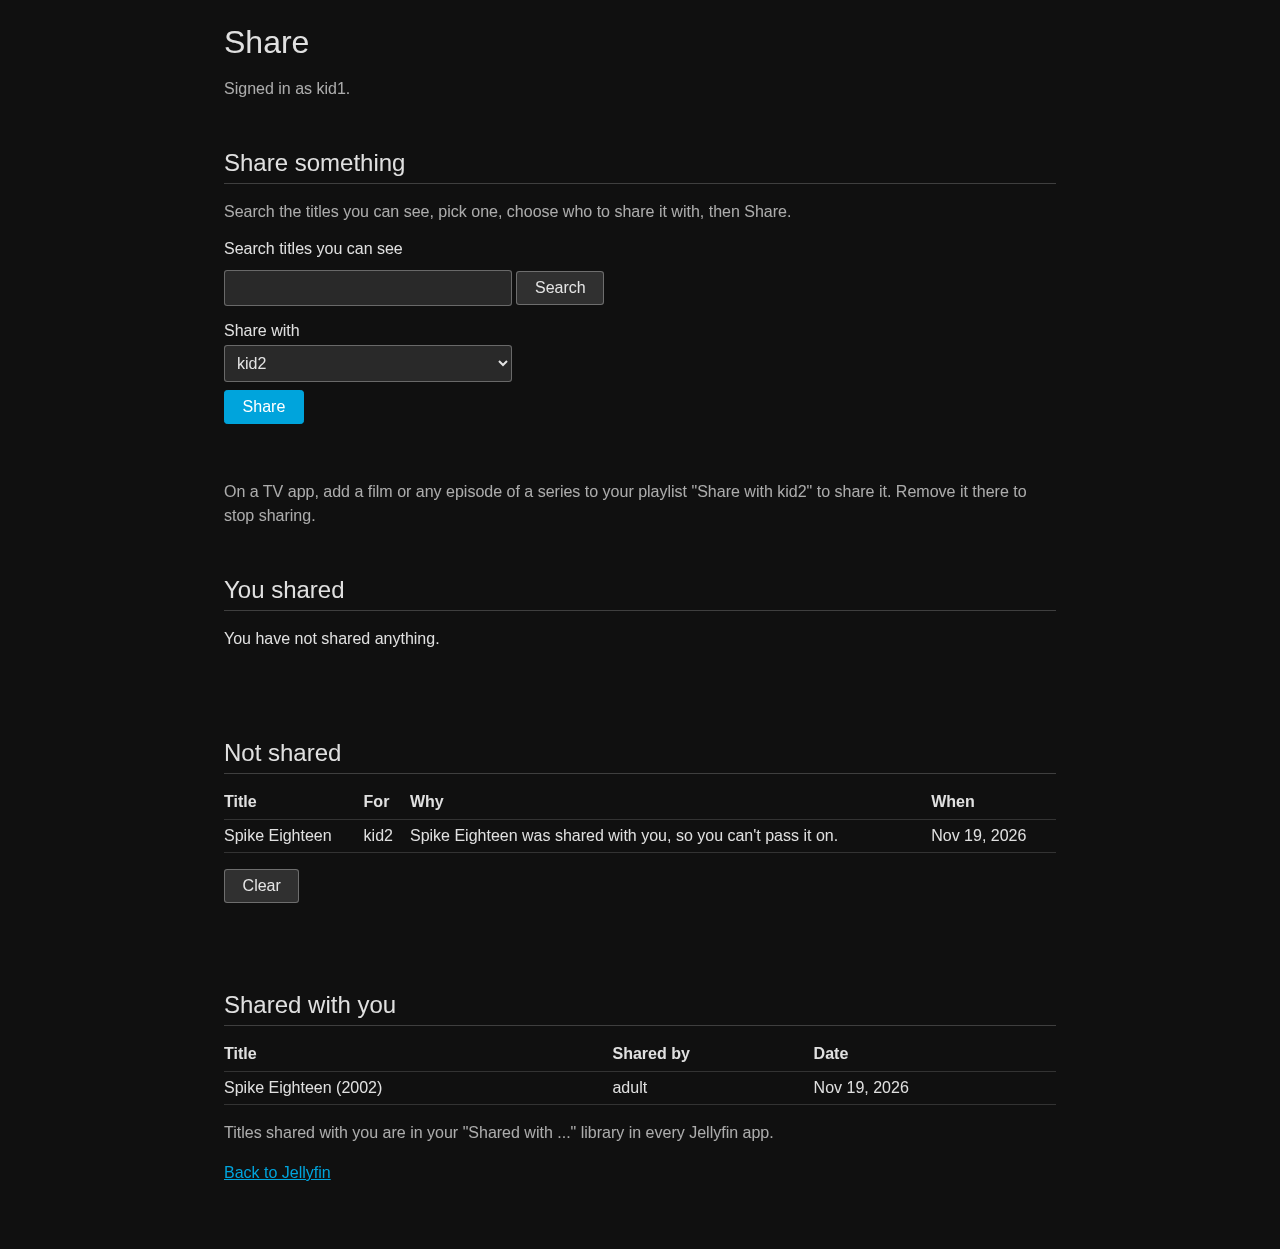 Share
Signed in as kid1.
Share something
Search the titles you can see, pick one, choose who to share it with, then Share.
Search titles you can see
Search
Share with
kid2
Share
On a TV app, add a film or any episode of a series to your playlist "Share with kid2" to share it. Remove it there to
stop sharing.
You shared
You have not shared anything.
Not shared
Title For Why When
Spike Eighteen kid2 Spike Eighteen was shared with you, so you can't pass it on. Nov 19, 2026
Clear
Shared with you
Title Shared by Date
Spike Eighteen (2002) adult Nov 19, 2026
Titles shared with you are in your "Shared with ..." library in every Jellyfin app.
Back to Jellyfin